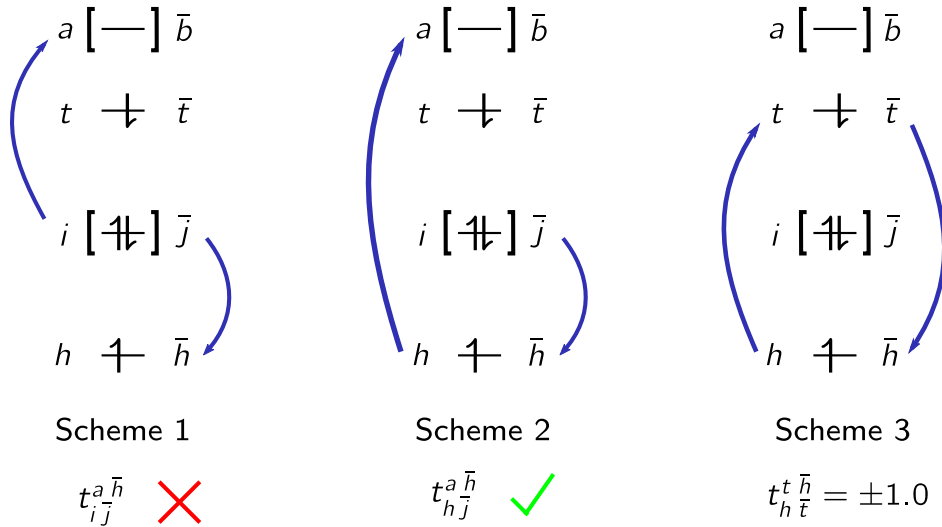 a [ ] b̄ a [ ] b̄ a [ ] b̄
t t̄ t t̄ t t̄
i [ ] j̄ i [ ] j̄ i [ ] j̄
h h̄ h h̄ h h̄
Scheme 1 Scheme 2 Scheme 3
t_{i j̄}^{a h̄} t_{h j̄}^{a h̄} t_{h t̄}^{t h̄} = ±1.0